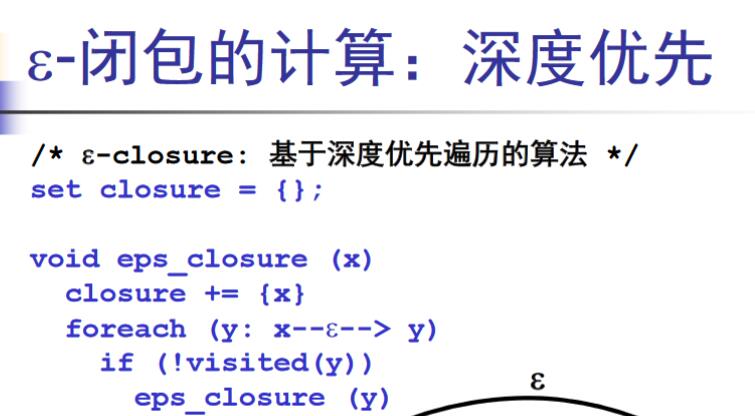 ε-闭包的计算：深度优先
/* ε-closure: 基于深度优先遍历的算法 */
set closure = {};
void eps_closure (x)
closure += {x}
foreach (y: x--ε--> y)
if (!visited(y))
eps_closure (y)
ε